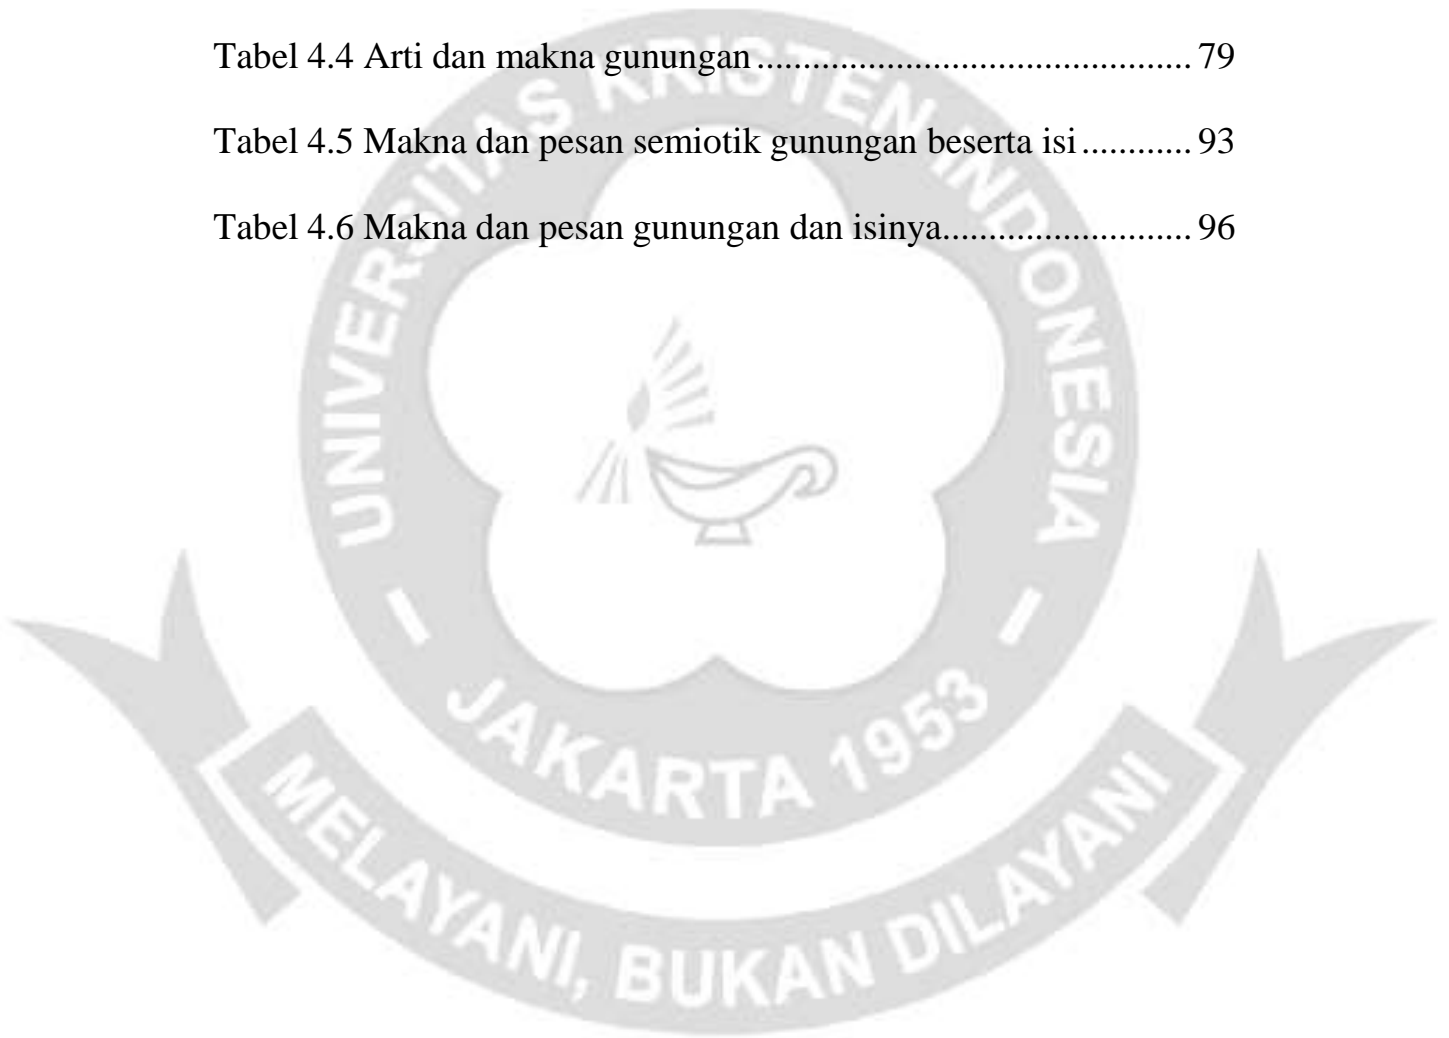 Tabel 4.4 Arti dan makna gunungan ............................................... 79
Tabel 4.5 Makna dan pesan semiotik gunungan beserta isi ............ 93
Tabel 4.6 Makna dan pesan gunungan dan isinya........................... 96
UNIVERSITAS KRISTEN INDONESIA
JAKARTA 1953
MELAYANI, BUKAN DILAYANI